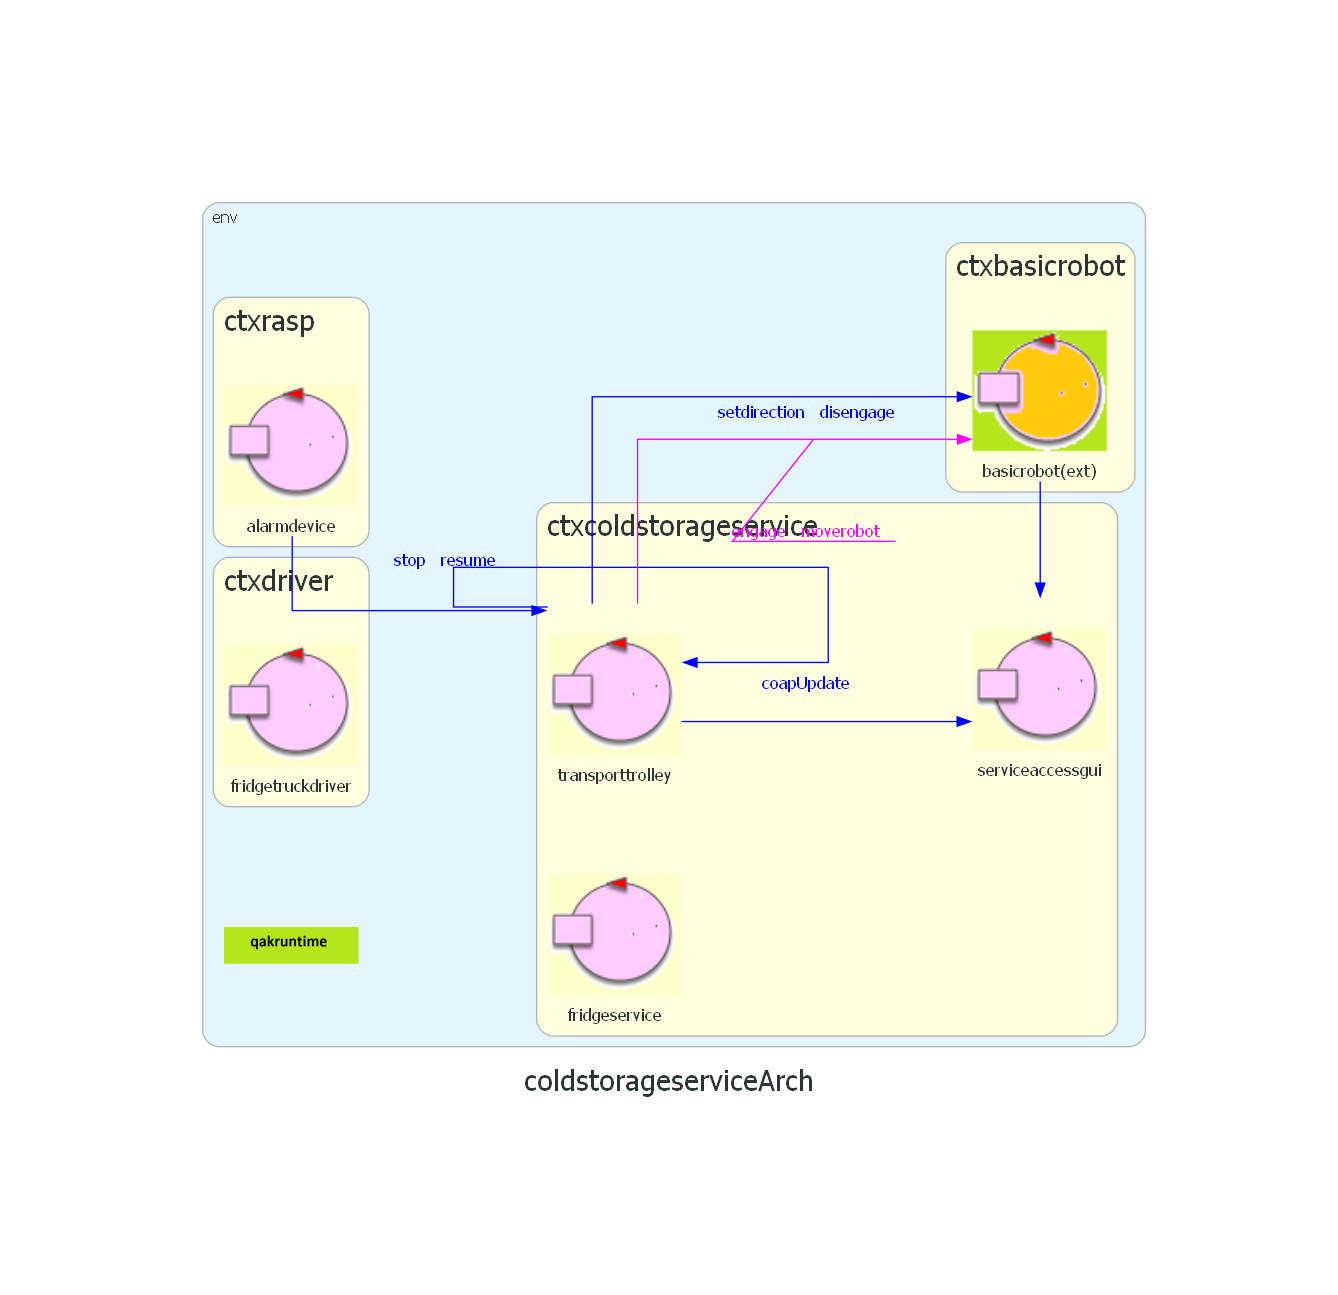 env
ctxbasicrobot
ctxrasp
setdirection disengage
basicrobot(ext)
alarmdevice
ctxcoldstorageservice
engage moverobot
stop resume
ctxdriver
coapUpdate
serviceaccessgui
transporttrolley
fridgetruckdriver
qakruntime
fridgeservice
coldstorageserviceArch